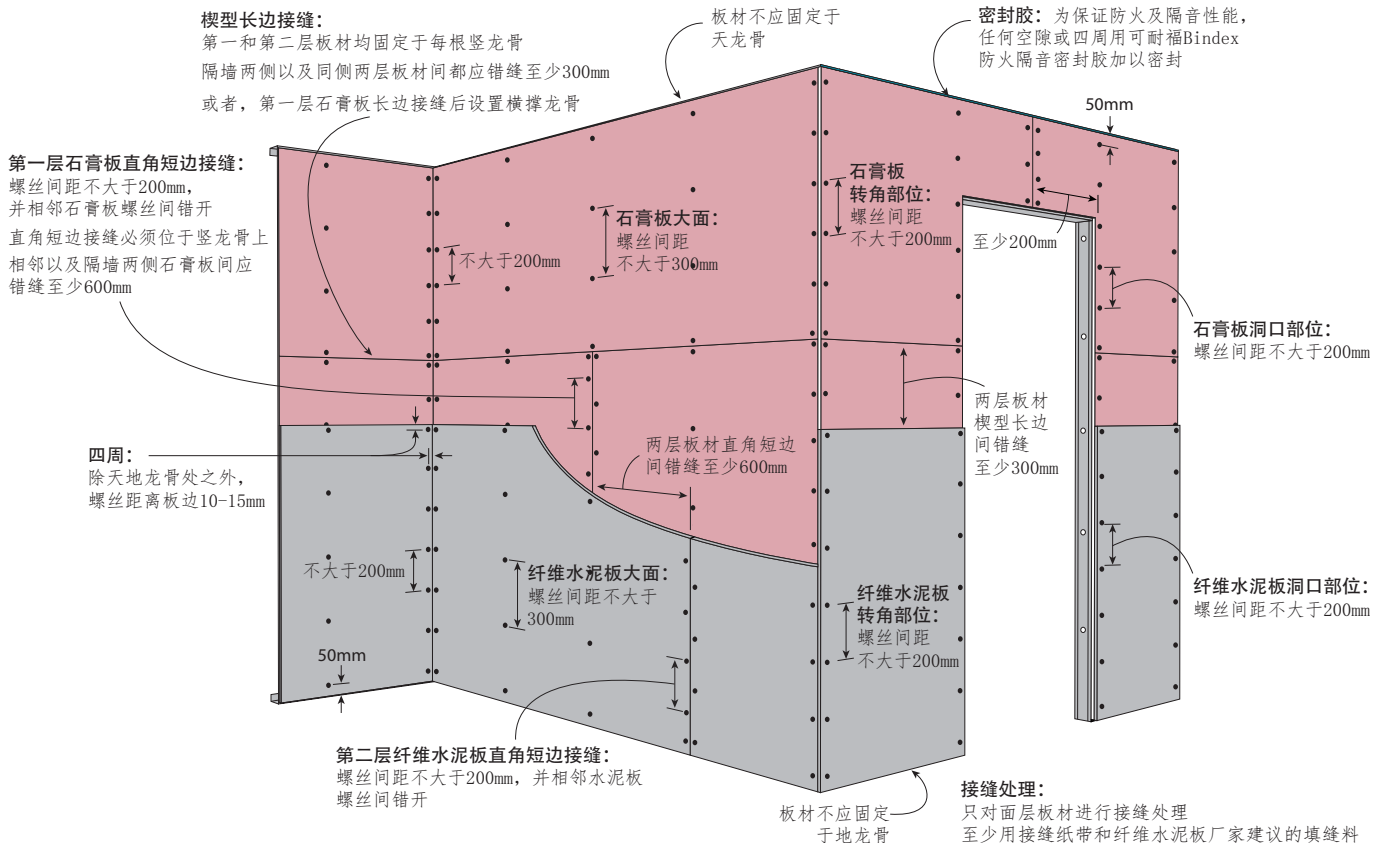 楔型长边接缝：
第一和第二层板材均固定于每根竖龙骨
隔墙两侧以及同侧两层板材间都应错缝至少300mm
或者，第一层石膏板长边接缝后设置横撑龙骨
板材不应固定于
天龙骨
密封胶：为保证防火及隔音性能，
任何空隙或四周用可耐福Bindex
防火隔音密封胶加以密封
50mm
第一层石膏板直角短边接缝：
螺丝间距不大于200mm，
并相邻石膏板螺丝间错开
直角短边接缝必须位于竖龙骨上
相邻以及隔墙两侧石膏板间应
错缝至少600mm
不大于200mm
石膏板大面：
螺丝间距
不大于300mm
石膏板
转角部位：
螺丝间距
不大于200mm
至少200mm
石膏板洞口部位：
螺丝间距不大于200mm
两层板材
楔型长边
间错缝
至少300mm
四周：
除天地龙骨处之外，
螺丝距离板边10-15mm
两层板材直角短边
间错缝至少600mm
不大于200mm
纤维水泥板大面：
螺丝间距不大于
300mm
纤维水泥板
转角部位：
螺丝间距
不大于200mm
纤维水泥板洞口部位：
螺丝间距不大于200mm
50mm
第二层纤维水泥板直角短边接缝：
螺丝间距不大于200mm，并相邻水泥板
螺丝间错开
板材不应固定
于地龙骨
接缝处理：
只对面层板材进行接缝处理
至少用接缝纸带和纤维水泥板厂家建议的填缝料